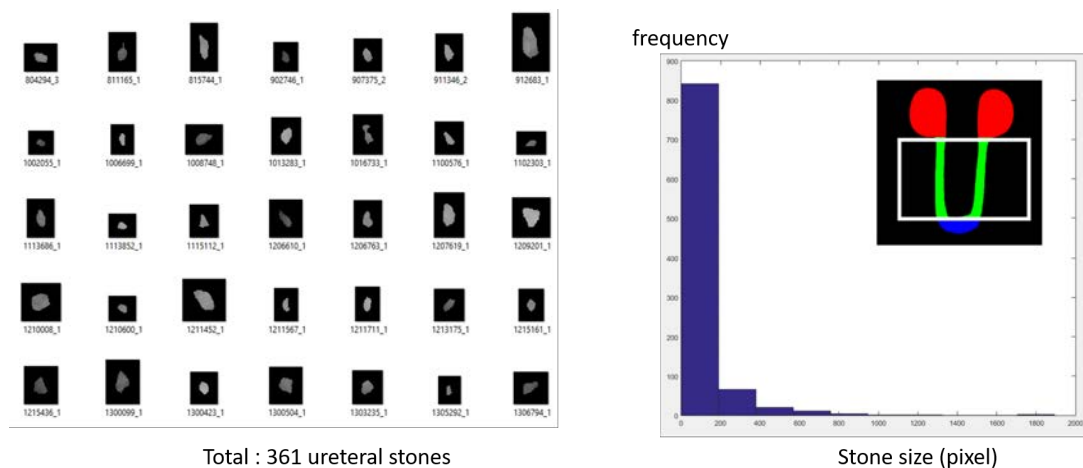 804294_3 811165_1 815744_1 902746_1 907375_2 911346_2 912683_1
1002055_1 1006699_1 1008748_1 1013283_1 1016733_1 1100576_1 1102303_1
1113686_1 1113852_1 1115112_1 1206610_1 1206763_1 1207619_1 1209201_1
1210008_1 1210600_1 1211452_1 1211567_1 1211711_1 1213175_1 1215161_1
1215436_1 1300099_1 1300423_1 1300504_1 1303235_1 1305292_1 1306794_1
Total : 361 ureteral stones
frequency
900
800
700
600
500
400
300
200
100
0
0 200 400 600 800 1000 1200 1400 1600 1800 2000
Stone size (pixel)